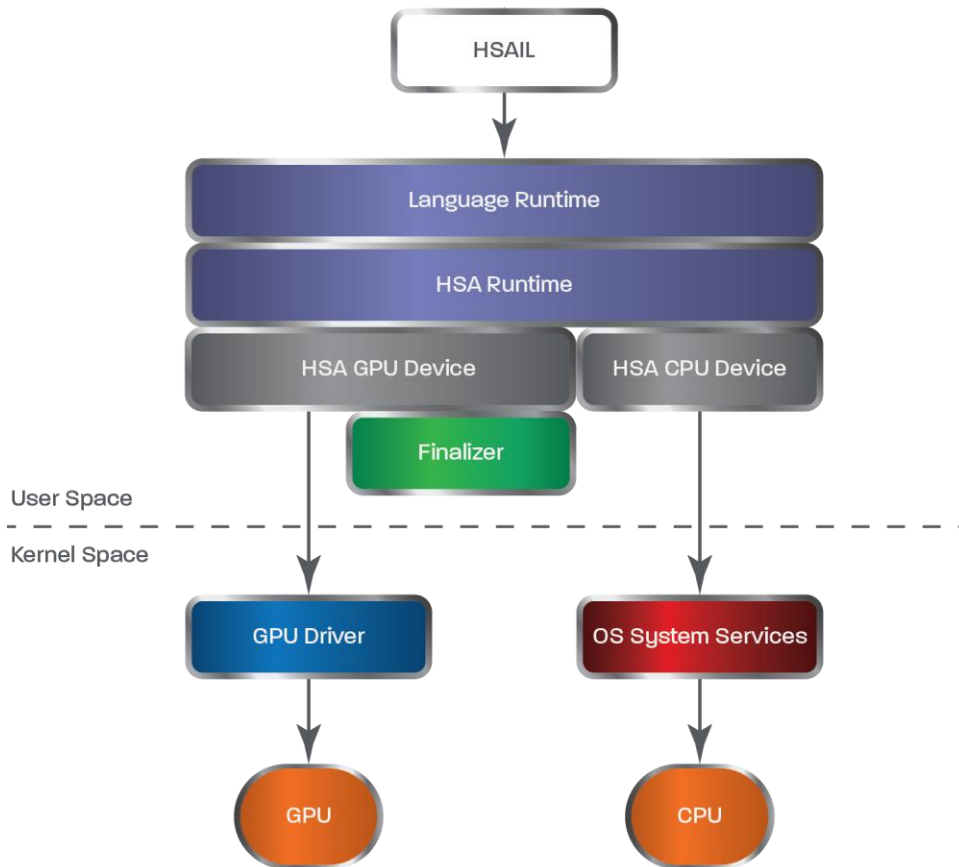 HSAIL
Language Runtime
HSA Runtime
HSA GPU Device
HSA CPU Device
Finalizer
User Space
Kernel Space
GPU Driver
OS System Services
GPU
CPU